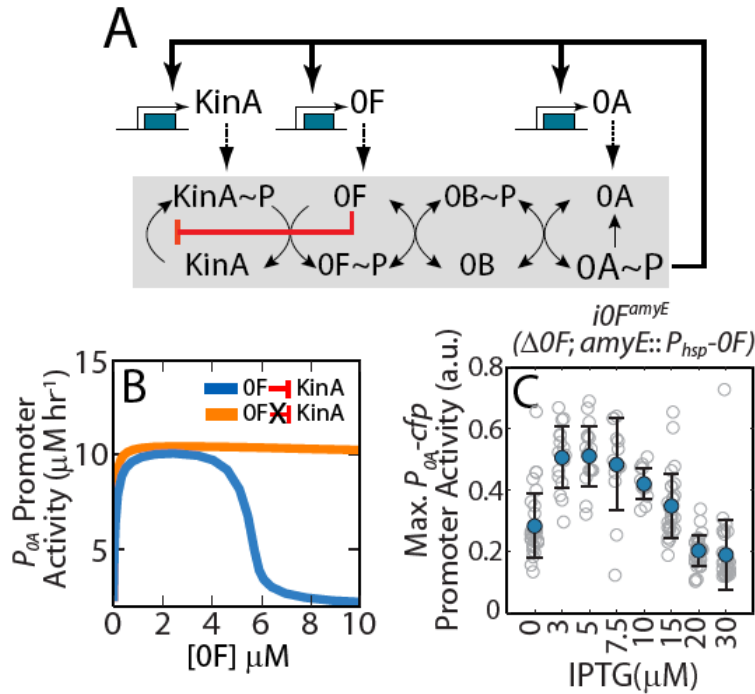 A
KinA
0F
0A
KinA~P
0F
0B~P
0A
KinA
0F~P
0B
0A~P
B
P0A Promoter
Activity (μM hr-1)
15
10
5
0F KinA
0F X KinA
0
2
4
6
8
10
[0F] μM
i0F^amyE
(Δ0F; amyE:: Phsp-0F)
C
Max. P0A-cfp
Promoter Activity (a.u.)
0.8
0.6
0.4
0.2
0
0
3
5
7.5
10
15
20
30
IPTG(μM)